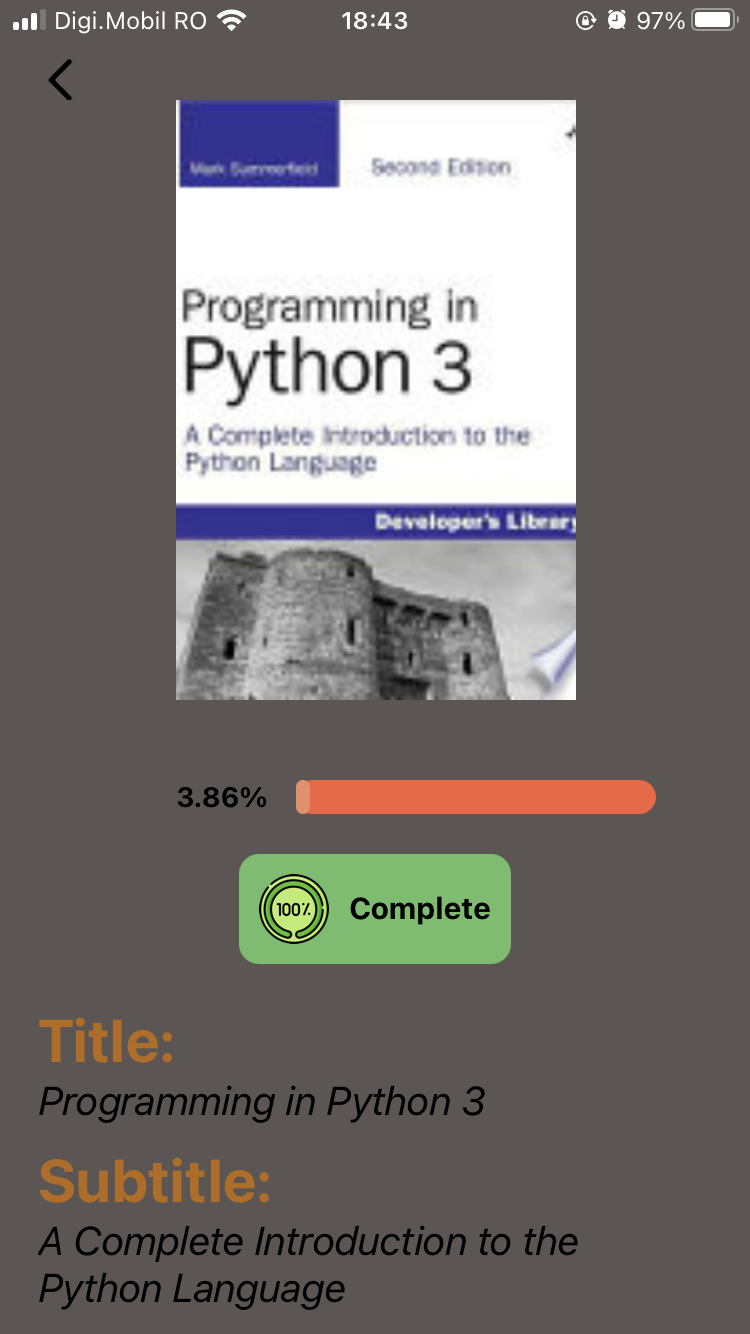 Digi.Mobil RO 18:43 97%
Mark Summerfield Second Edition
Programming in
Python 3
A Complete Introduction to the
Python Language
Developer's Library
3.86%
100% Complete
Title:
Programming in Python 3
Subtitle:
A Complete Introduction to the
Python Language